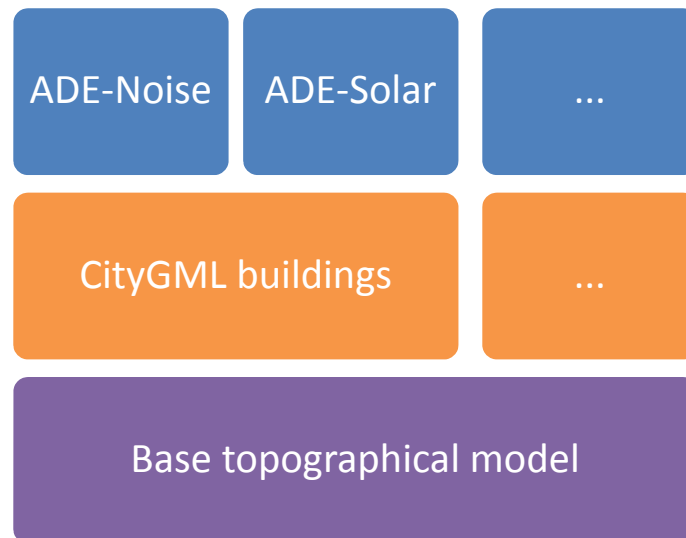 ADE-Noise
ADE-Solar
...
CityGML buildings
...
Base topographical model